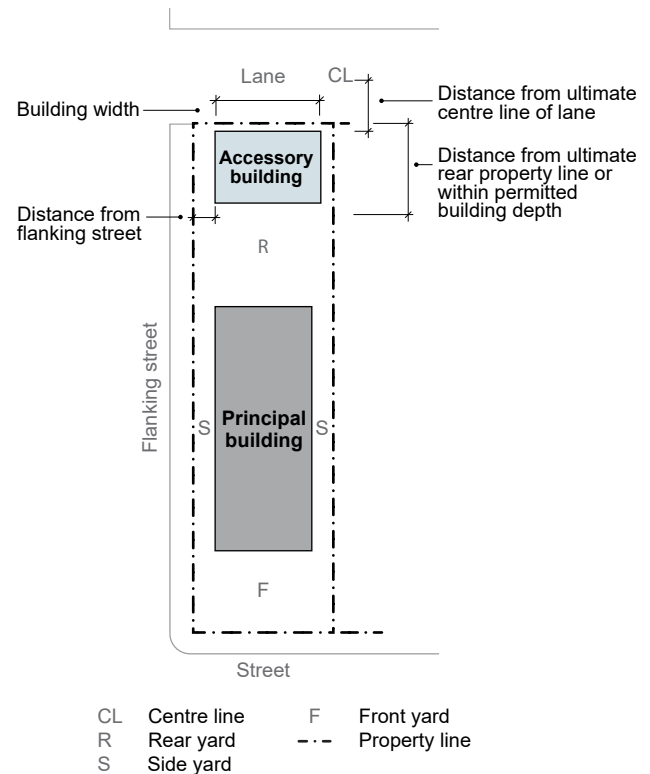 Lane
CL
Building width
Distance from ultimate
centre line of lane
Accessory
building
Distance from ultimate
rear property line or
within permitted
building depth
Distance from
flanking street
R
Flanking street
S
Principal
building
S
F
Street
CL Centre line
R Rear yard
S Side yard
F Front yard
Property line